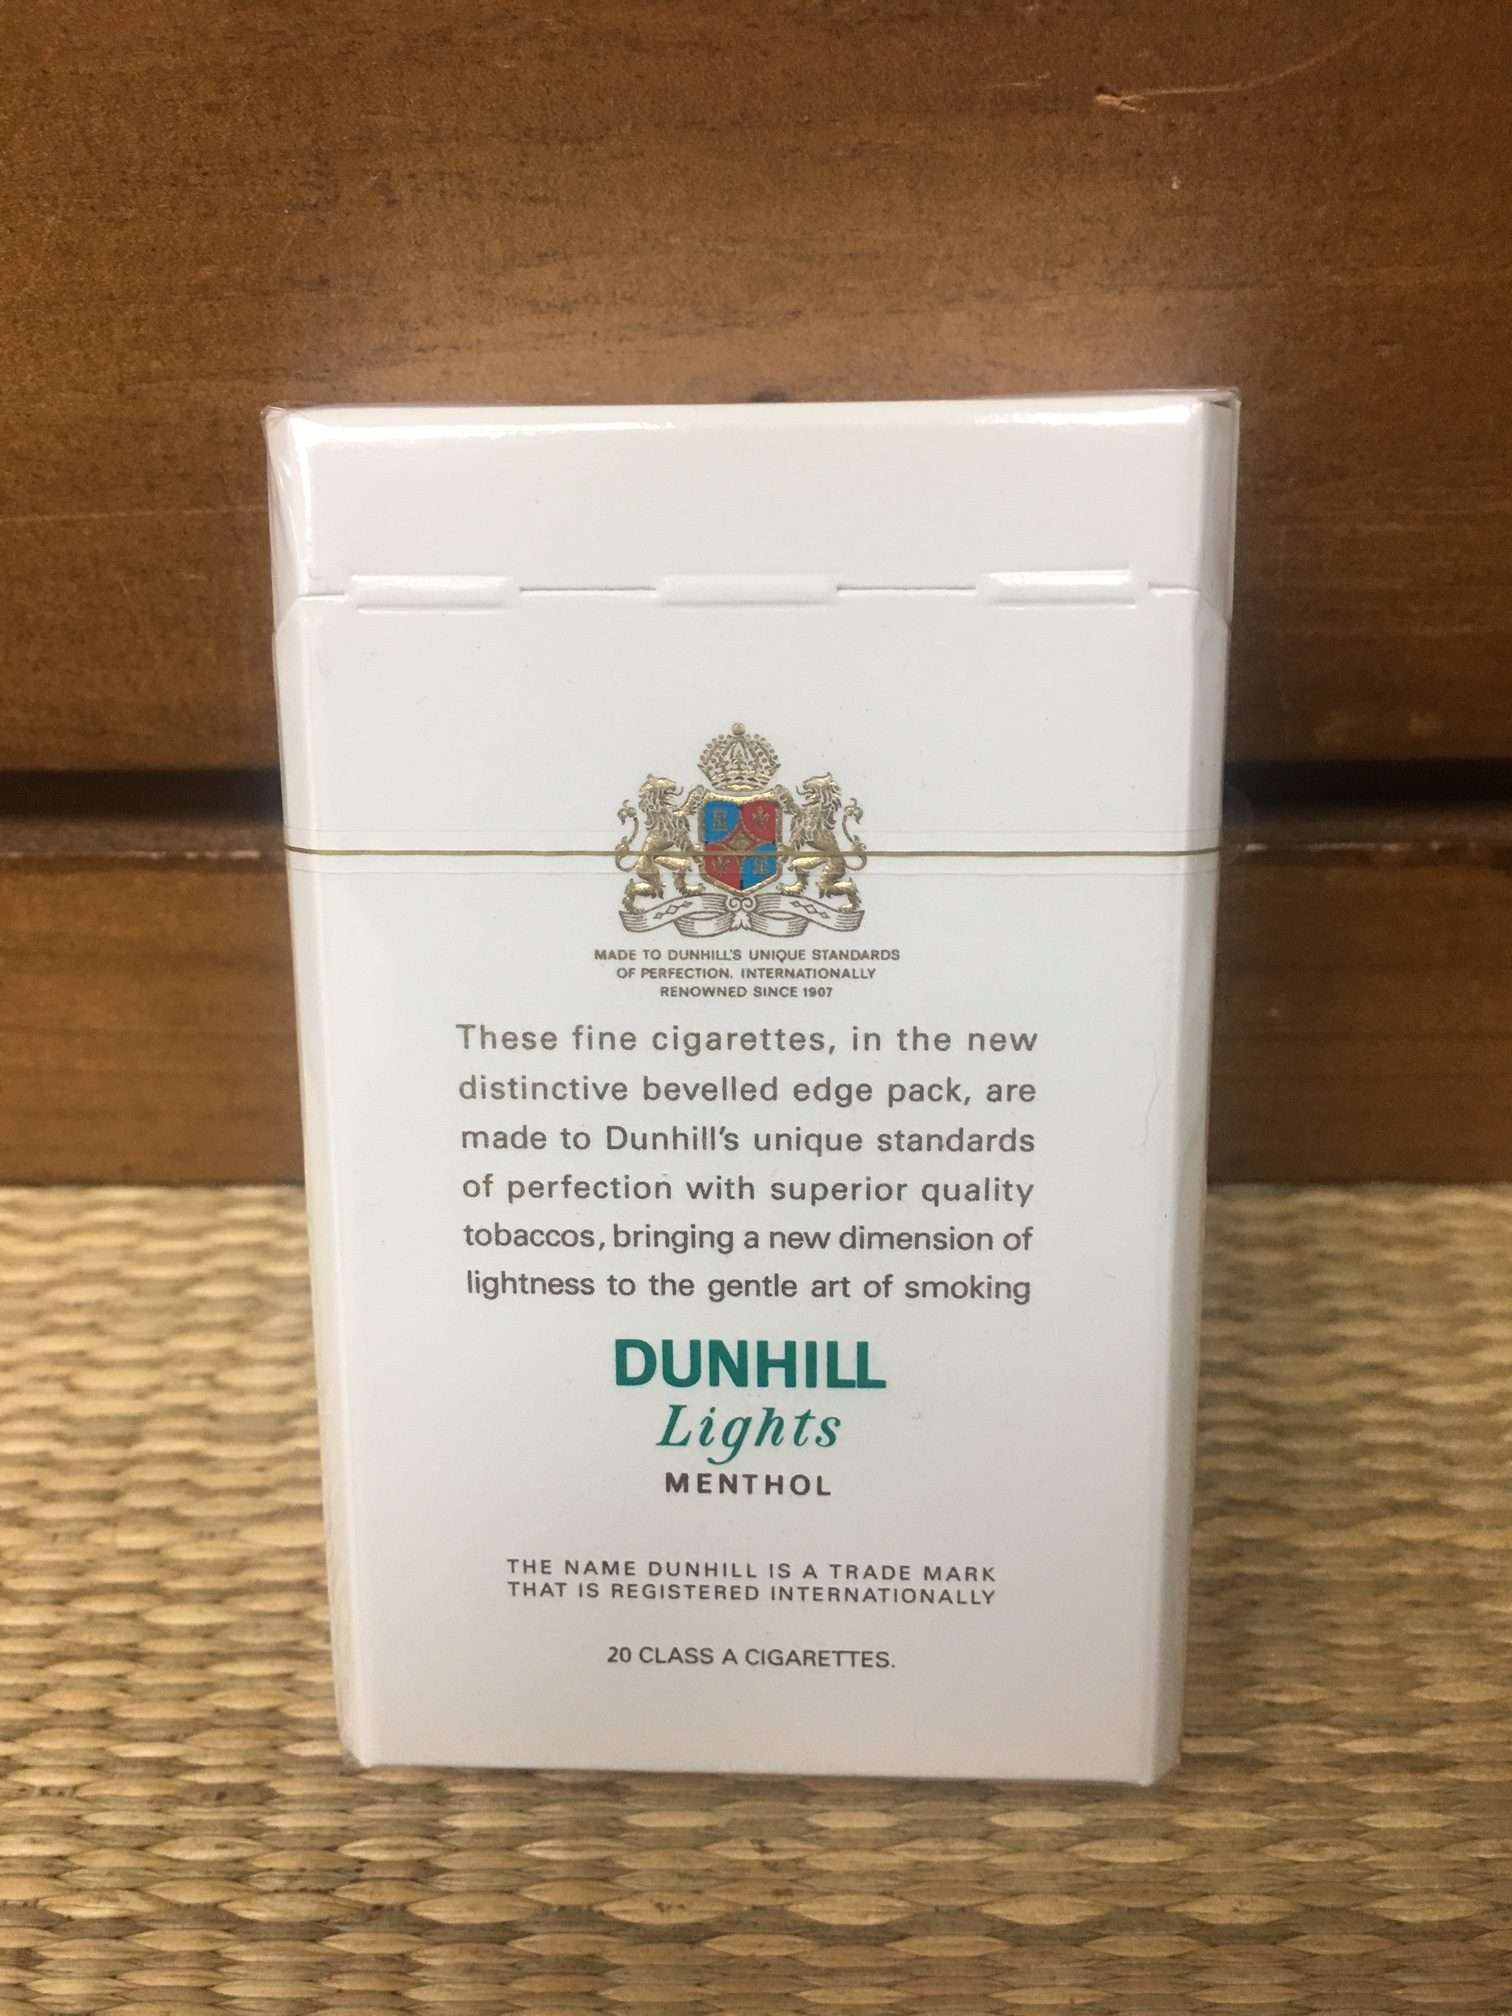 MADE TO DUNHILL'S UNIQUE STANDARDS
OF PERFECTION. INTERNATIONALLY
RENOWNED SINCE 1907
These fine cigarettes, in the new
distinctive bevelled edge pack, are
made to Dunhill's unique standards
of perfection with superior quality
tobaccos, bringing a new dimension of
lightness to the gentle art of smoking
DUNHILL
Lights
MENTHOL
THE NAME DUNHILL IS A TRADE MARK
THAT IS REGISTERED INTERNATIONALLY
20 CLASS A CIGARETTES.